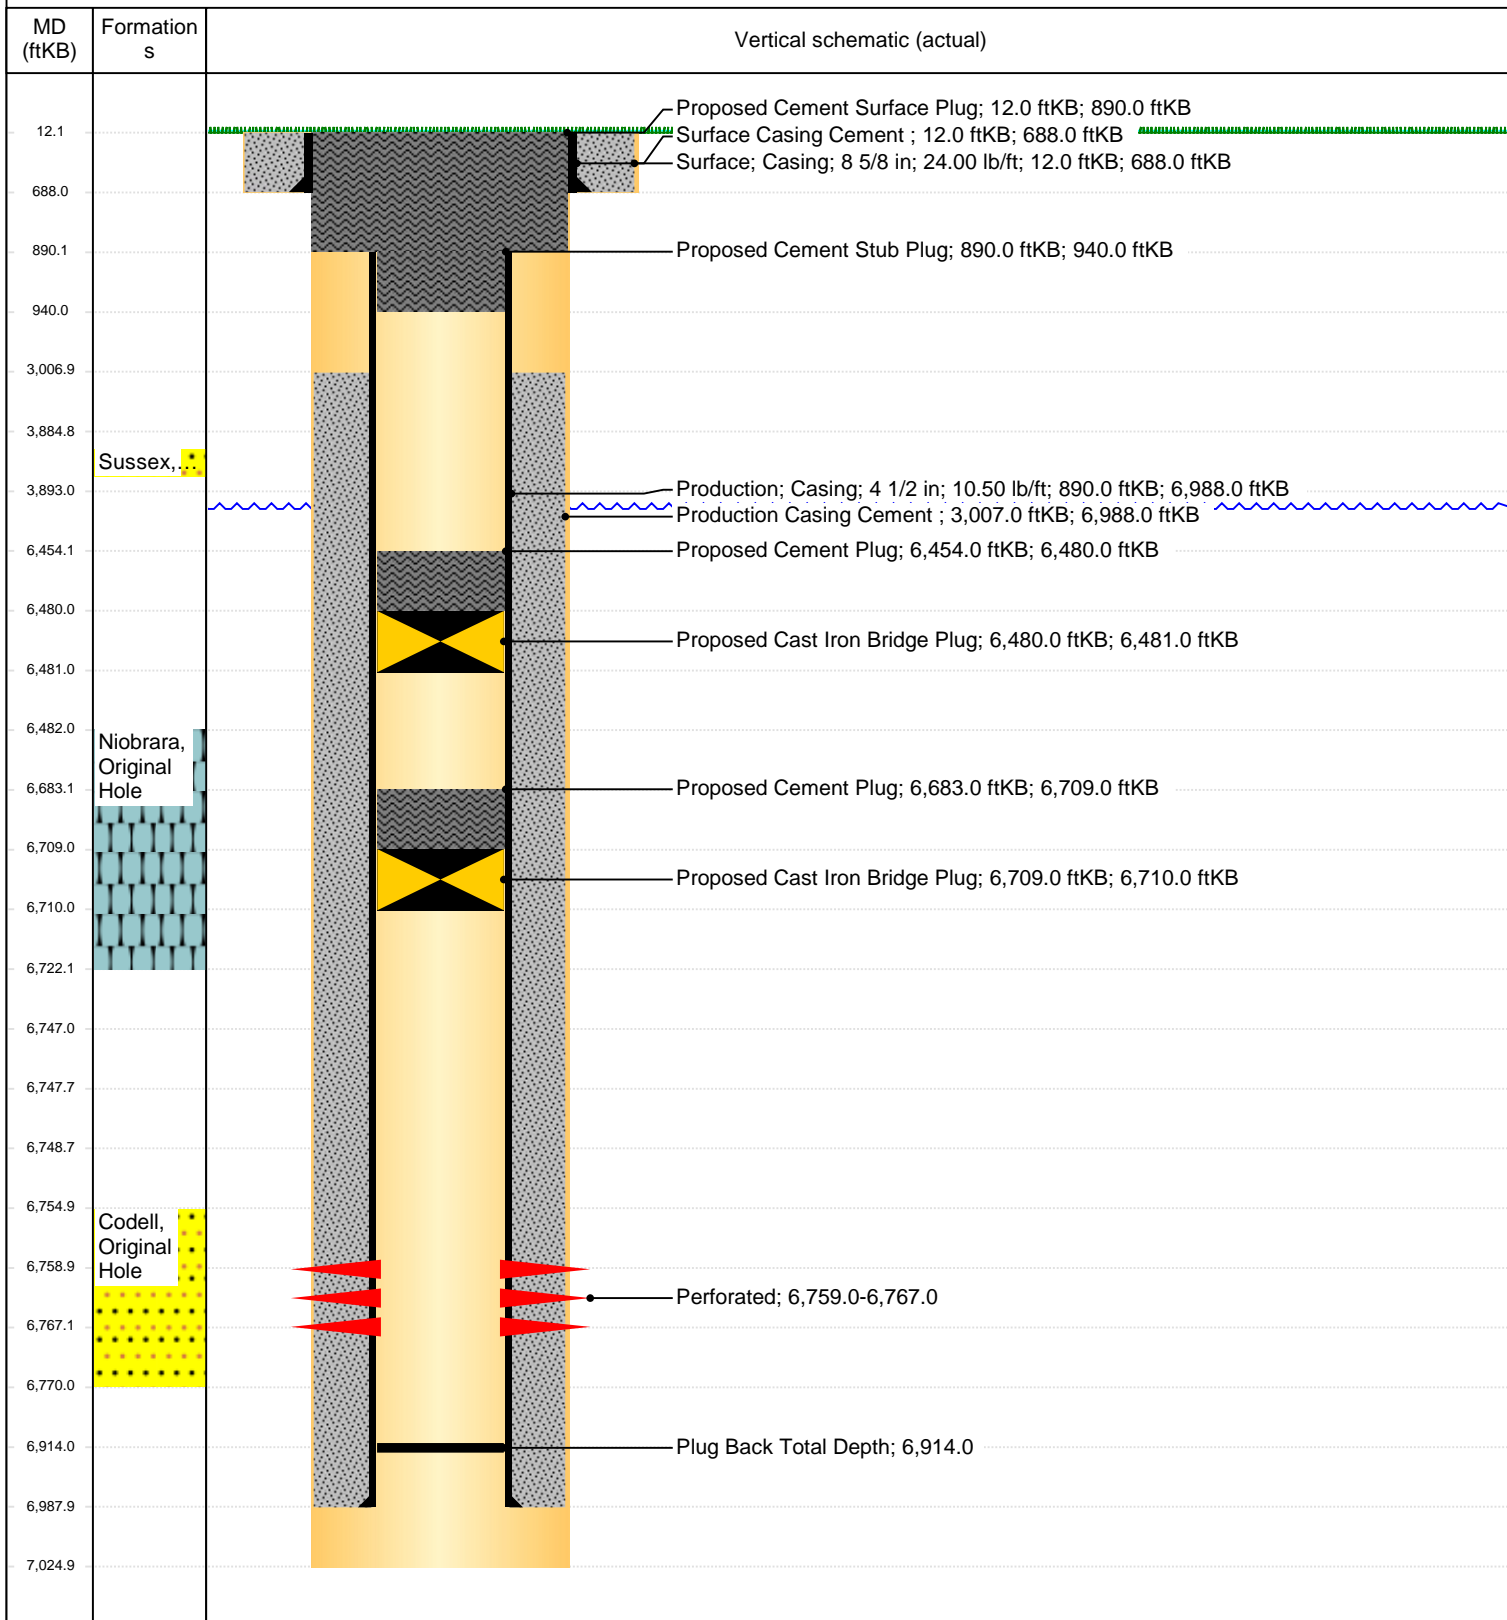 MD
(ftKB)
Formation
s
Vertical schematic (actual)
Proposed Cement Surface Plug; 12.0 ftKB; 890.0 ftKB
12.1
Surface Casing Cement ; 12.0 ftKB; 688.0 ftKB
Surface; Casing; 8 5/8 in; 24.00 lb/ft; 12.0 ftKB; 688.0 ftKB
688.0
890.1
Proposed Cement Stub Plug; 890.0 ftKB; 940.0 ftKB
940.0
3,006.9
3,884.8
Sussex,...
3,893.0
Production; Casing; 4 1/2 in; 10.50 lb/ft; 890.0 ftKB; 6,988.0 ftKB
Production Casing Cement ; 3,007.0 ftKB; 6,988.0 ftKB
6,454.1
Proposed Cement Plug; 6,454.0 ftKB; 6,480.0 ftKB
6,480.0
Proposed Cast Iron Bridge Plug; 6,480.0 ftKB; 6,481.0 ftKB
6,481.0
6,482.0
Niobrara,
Original
Hole
6,683.1
Proposed Cement Plug; 6,683.0 ftKB; 6,709.0 ftKB
6,709.0
Proposed Cast Iron Bridge Plug; 6,709.0 ftKB; 6,710.0 ftKB
6,710.0
6,722.1
6,747.0
6,747.7
6,748.7
6,754.9
Codell,
Original
Hole
6,758.9
Perforated; 6,759.0-6,767.0
6,767.1
6,770.0
6,914.0
Plug Back Total Depth; 6,914.0
6,987.9
7,024.9